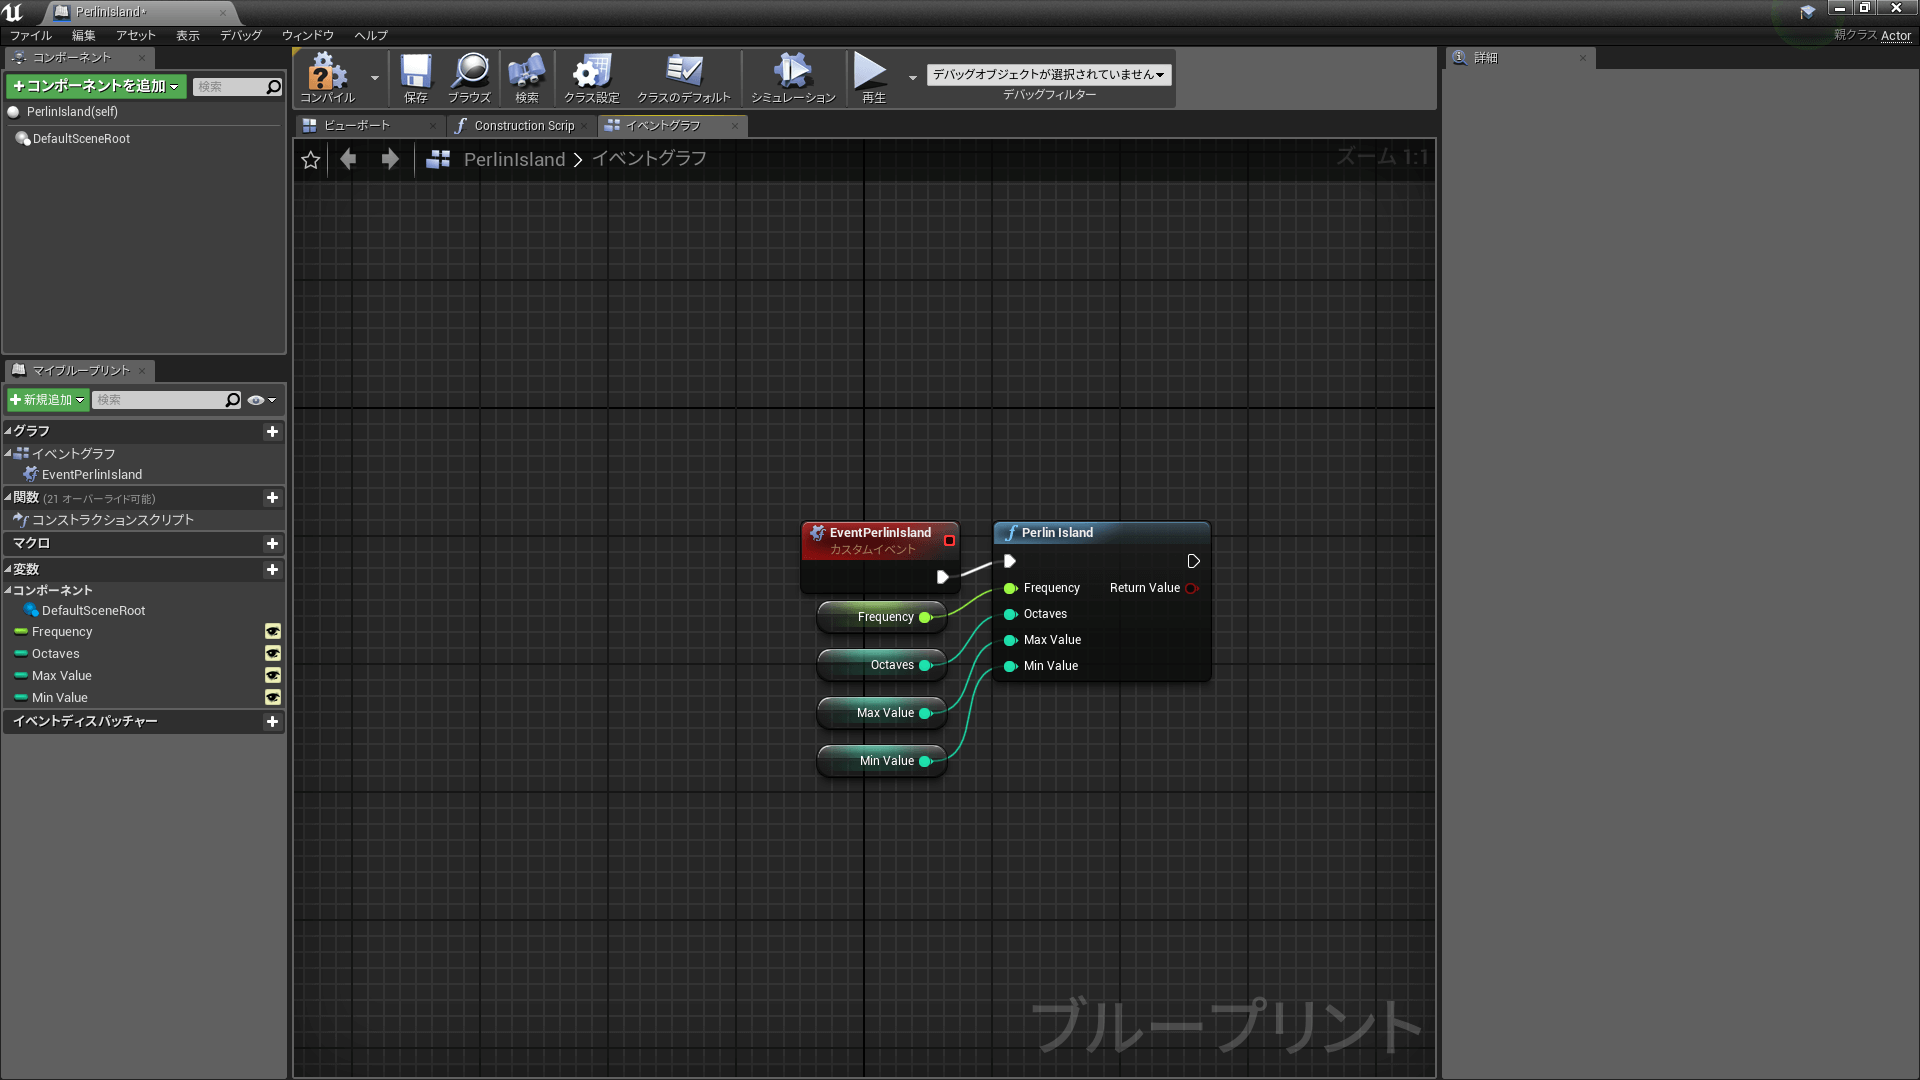 PerlinIsland*
ファイル 編集 アセット 表示 デバッグ ウィンドウ ヘルプ
親クラス Actor
コンポーネント
+コンポーネントを追加
検索
PerlinIsland(self)
DefaultSceneRoot
マイブループリント
+新規追加
検索
グラフ
イベントグラフ
EventPerlinIsland
関数 (21 オーバーライド可能)
コンストラクションスクリプト
マクロ
変数
コンポーネント
DefaultSceneRoot
Frequency
Octaves
Max Value
Min Value
イベントディスパッチャー
コンパイル
保存
ブラウズ
検索
クラス設定
クラスのデフォルト
シミュレーション
再生
デバッグオブジェクトが選択されていません
デバッグフィルター
ビューポート
Construction Scrip
イベントグラフ
PerlinIsland > イベントグラフ
ズーム 1:1
EventPerlinIsland
カスタムイベント
Frequency
Octaves
Max Value
Min Value
Perlin Island
Frequency
Return Value
Octaves
Max Value
Min Value
ブループリント
詳細